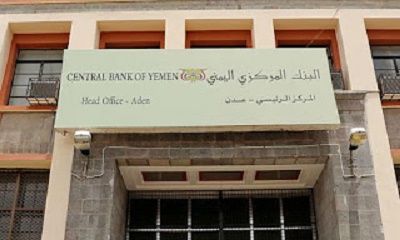 CENTRAL BANK OF YEMEN البنك المركزي اليمني
Head Office - Aden المركز الرئيسي - عدن